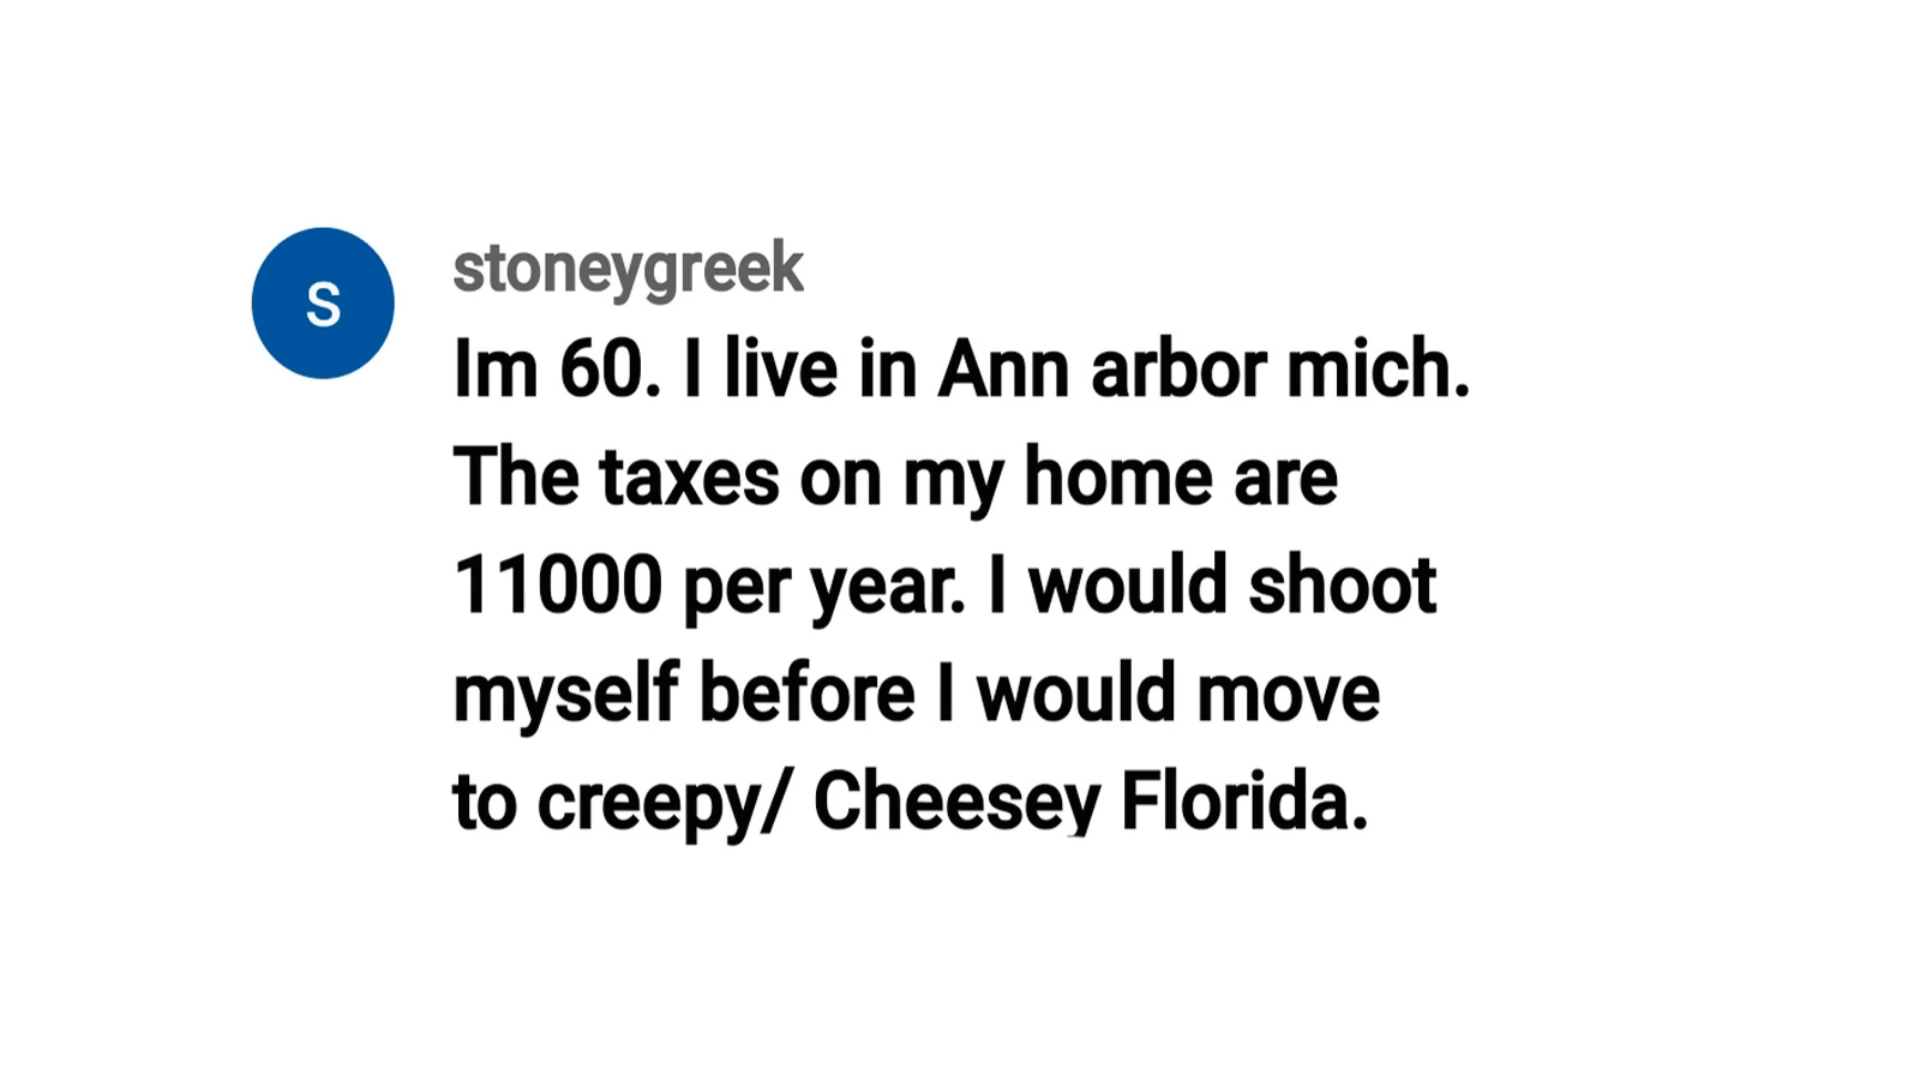 S
stoneygreek
Im 60. I live in Ann arbor mich.
The taxes on my home are
11000 per year. I would shoot
myself before I would move
to creepy/ Cheesey Florida.